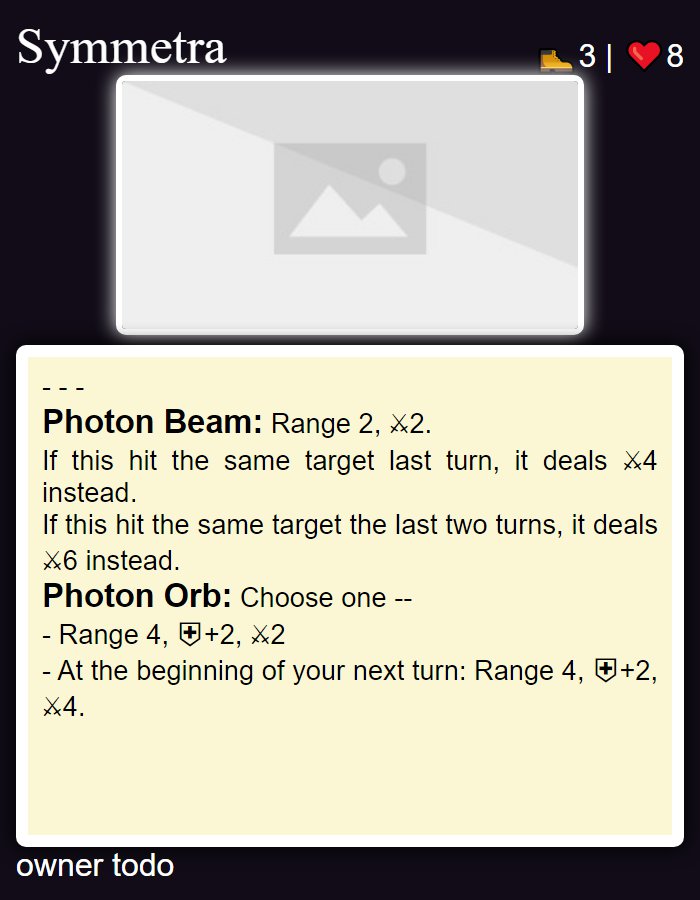 Symmetra
🥾3 | ❤️8
- - -
Photon Beam: Range 2, ⚔2.
If this hit the same target last turn, it deals ⚔4
instead.
If this hit the same target the last two turns, it deals
⚔6 instead.
Photon Orb: Choose one --
- Range 4, ⛨+2, ⚔2
- At the beginning of your next turn: Range 4, ⛨+2,
⚔4.
owner todo